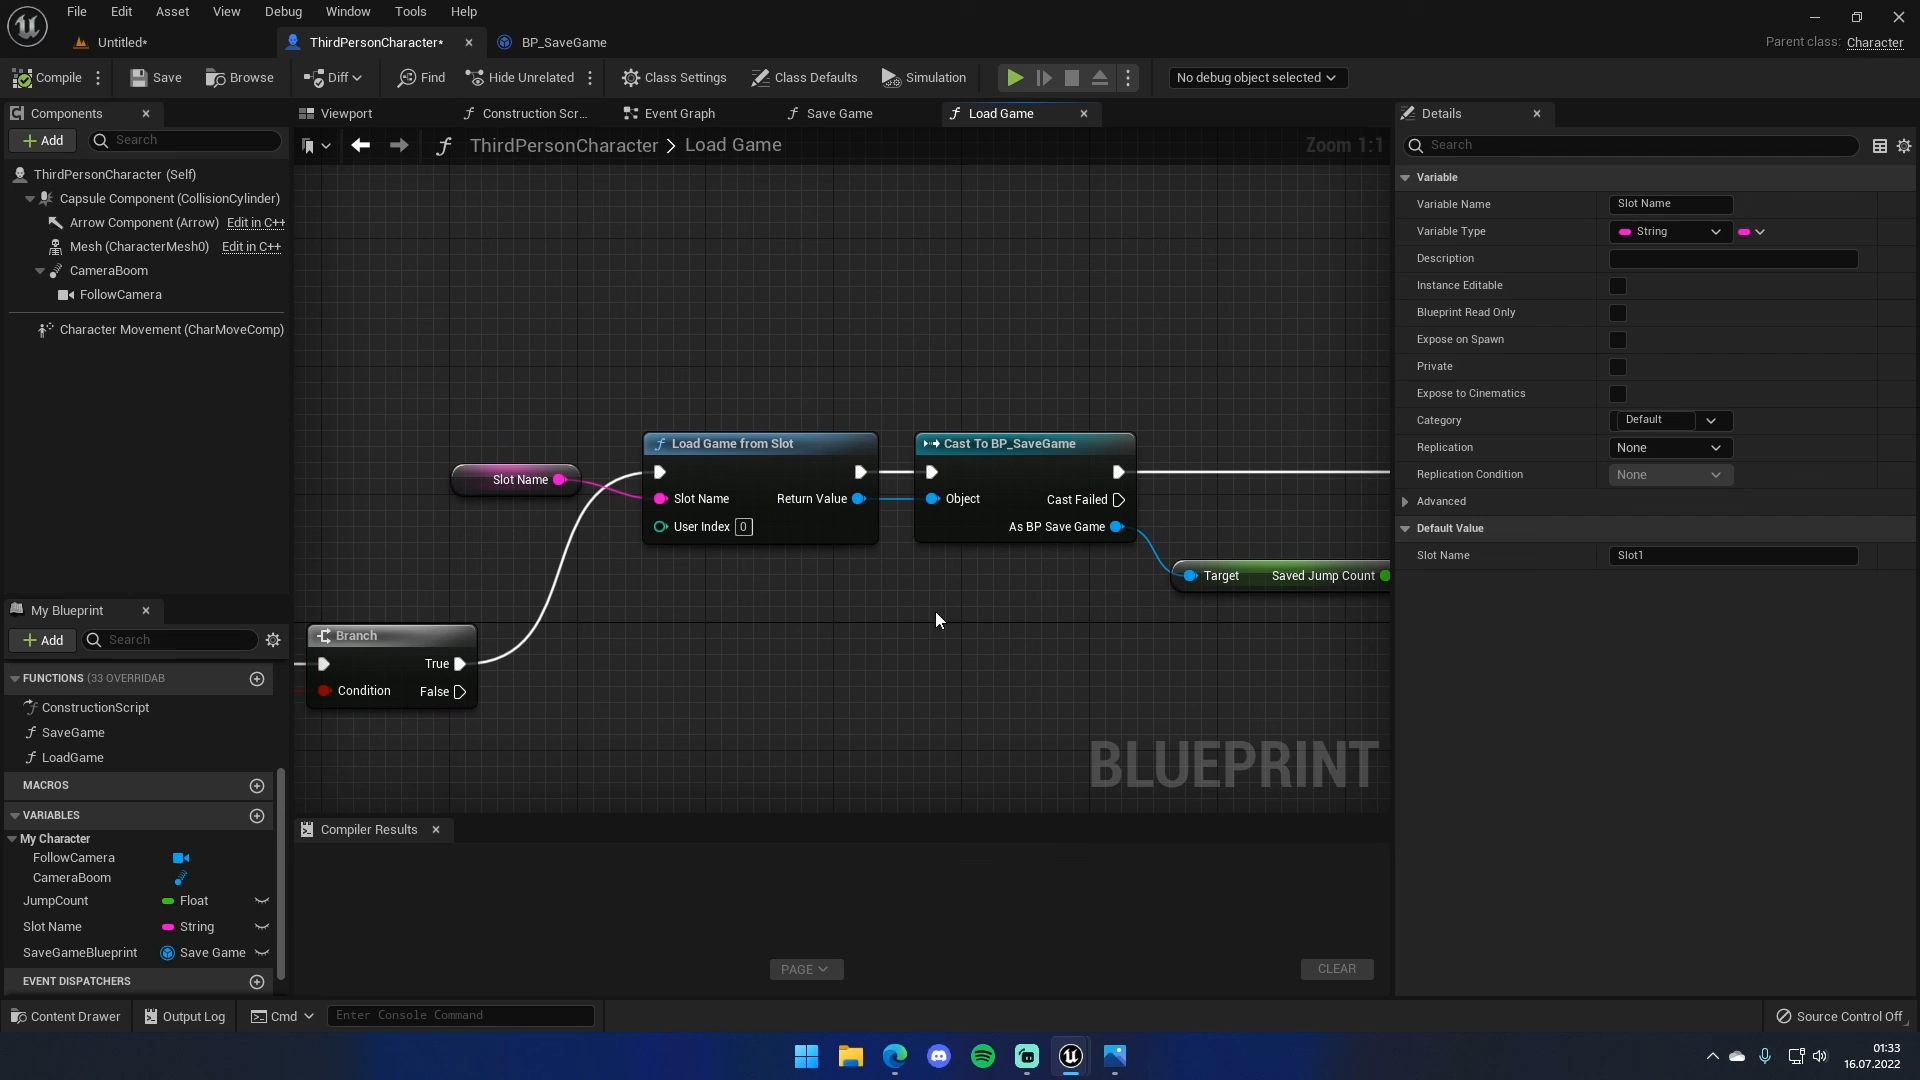 File Edit Asset View Debug Window Tools Help
Untitled* ThirdPersonCharacter* BP_SaveGame
Parent class: Character
Compile Save Browse Diff Find Hide Unrelated Class Settings Class Defaults Simulation No debug object selected
Components
Add Search
ThirdPersonCharacter (Self)
Capsule Component (CollisionCylinder)
Arrow Component (Arrow) Edit in C++
Mesh (CharacterMesh0) Edit in C++
CameraBoom
FollowCamera
Character Movement (CharMoveComp)
My Blueprint
Add Search
FUNCTIONS (33 OVERRIDAB
ConstructionScript
SaveGame
LoadGame
MACROS
VARIABLES
My Character
FollowCamera
CameraBoom
JumpCount Float
Slot Name String
SaveGameBlueprint Save Game
EVENT DISPATCHERS
Viewport Construction Scr... Event Graph Save Game Load Game
ThirdPersonCharacter > Load Game Zoom 1:1
Slot Name
Load Game from Slot
Slot Name Return Value
User Index 0
Cast To BP_SaveGame
Object Cast Failed
As BP Save Game
Target Saved Jump Count
Branch
True
Condition False
BLUEPRINT
Compiler Results
PAGE CLEAR
Details
Search
Variable
Variable Name Slot Name
Variable Type String
Description
Instance Editable
Blueprint Read Only
Expose on Spawn
Private
Expose to Cinematics
Category Default
Replication None
Replication Condition None
Advanced
Default Value
Slot Name Slot1
Content Drawer Output Log Cmd Enter Console Command Source Control Off
01:33
16.07.2022